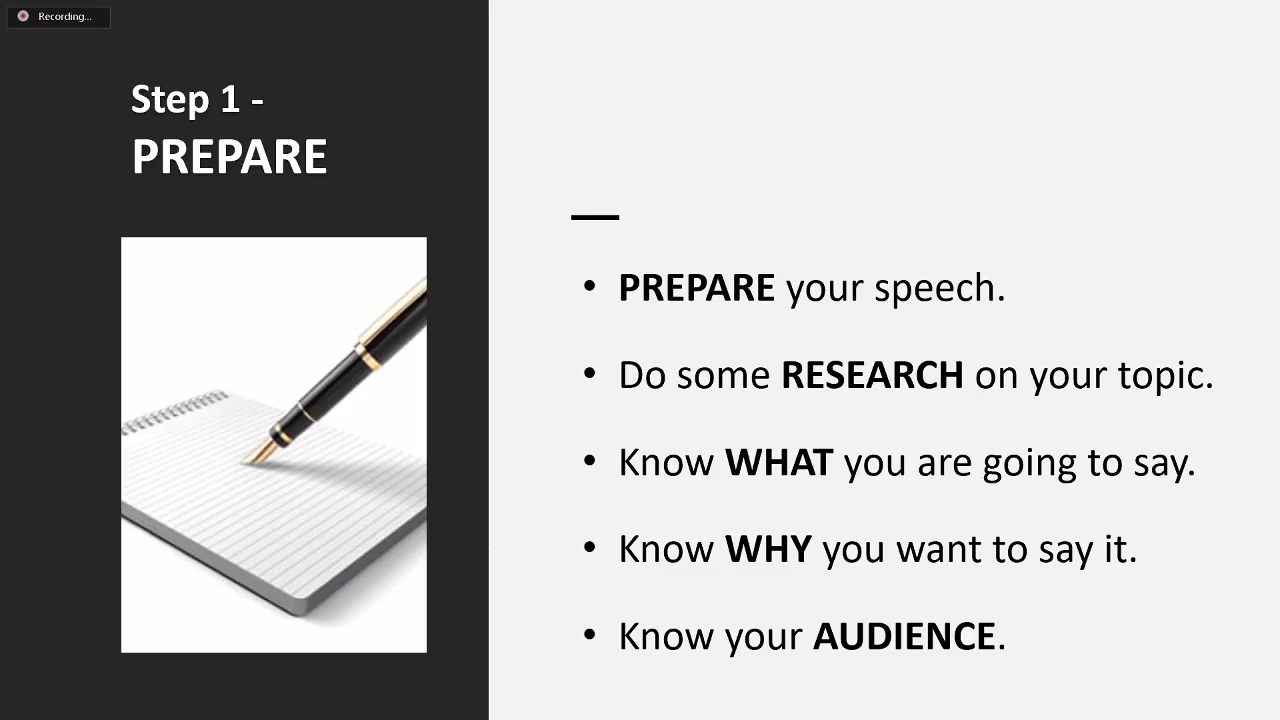 Recording...
Step 1 -
PREPARE
• PREPARE your speech.
• Do some RESEARCH on your topic.
• Know WHAT you are going to say.
• Know WHY you want to say it.
• Know your AUDIENCE.